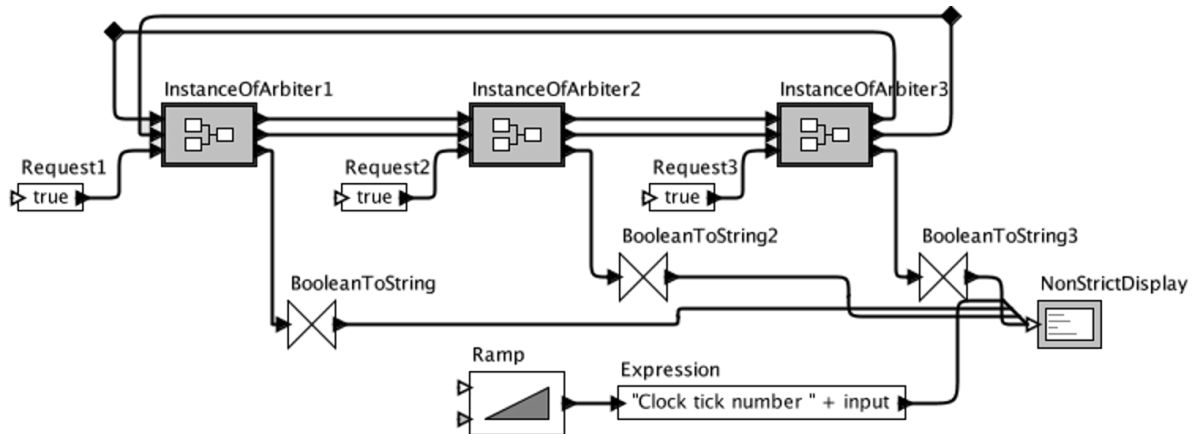 InstanceOfArbiter1
InstanceOfArbiter2
InstanceOfArbiter3
Request1
true
Request2
true
Request3
true
BooleanToString2
BooleanToString3
BooleanToString
NonStrictDisplay
Ramp
Expression
"Clock tick number " + input